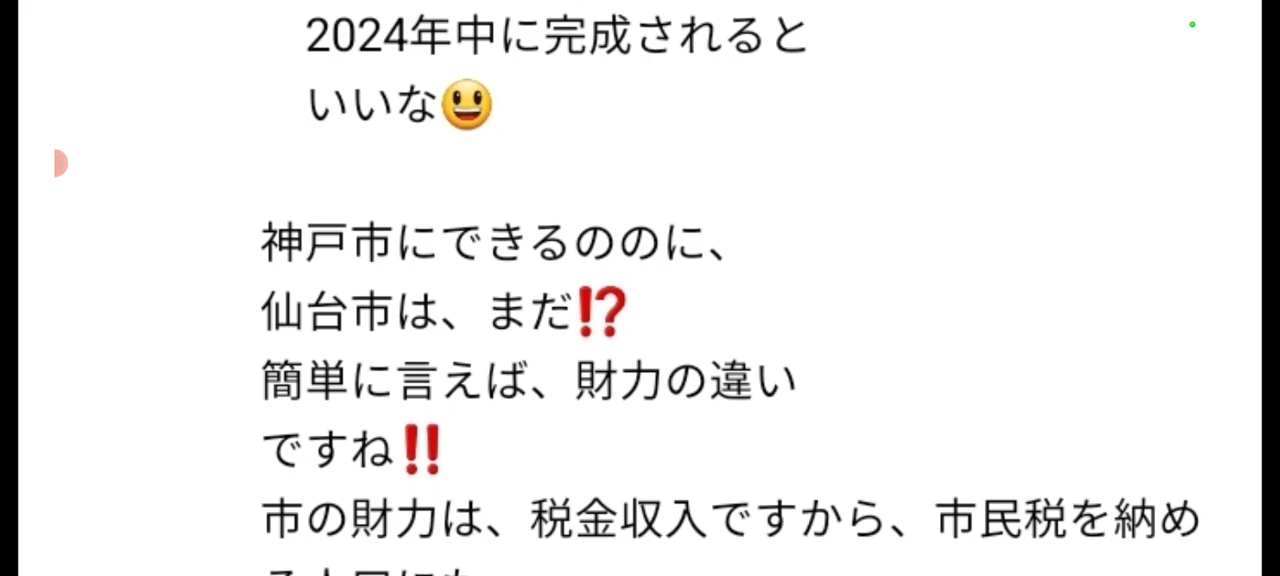 2024年中に完成されると
いいな😃
神戸市にできるののに、
仙台市は、まだ⁉️
簡単に言えば、財力の違い
ですね‼️
市の財力は、税金収入ですから、市民税を納め